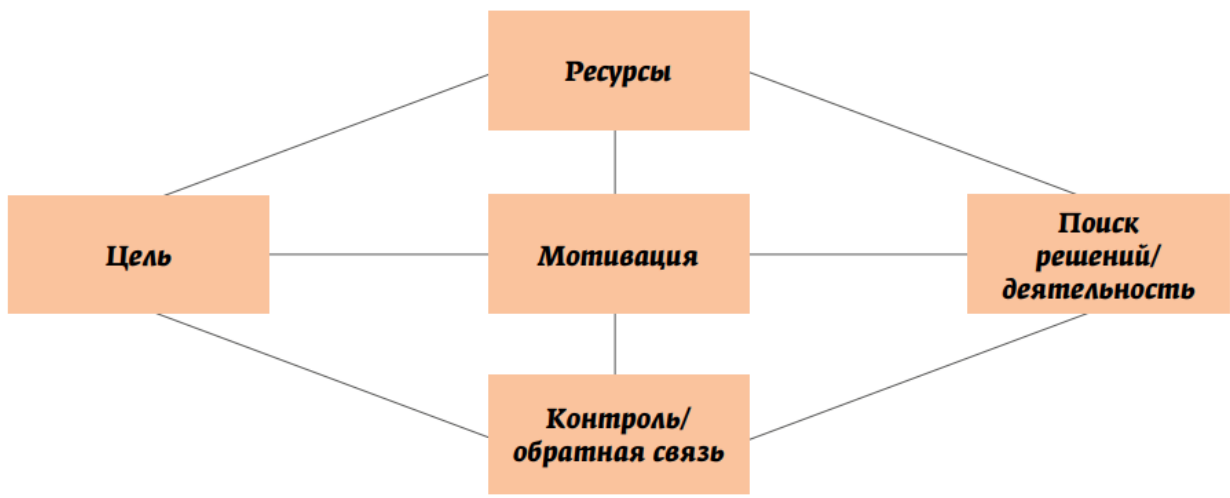 Ресурсы
Цель
Мотивация
Поиск
решений/
деятельность
Контроль/
обратная связь